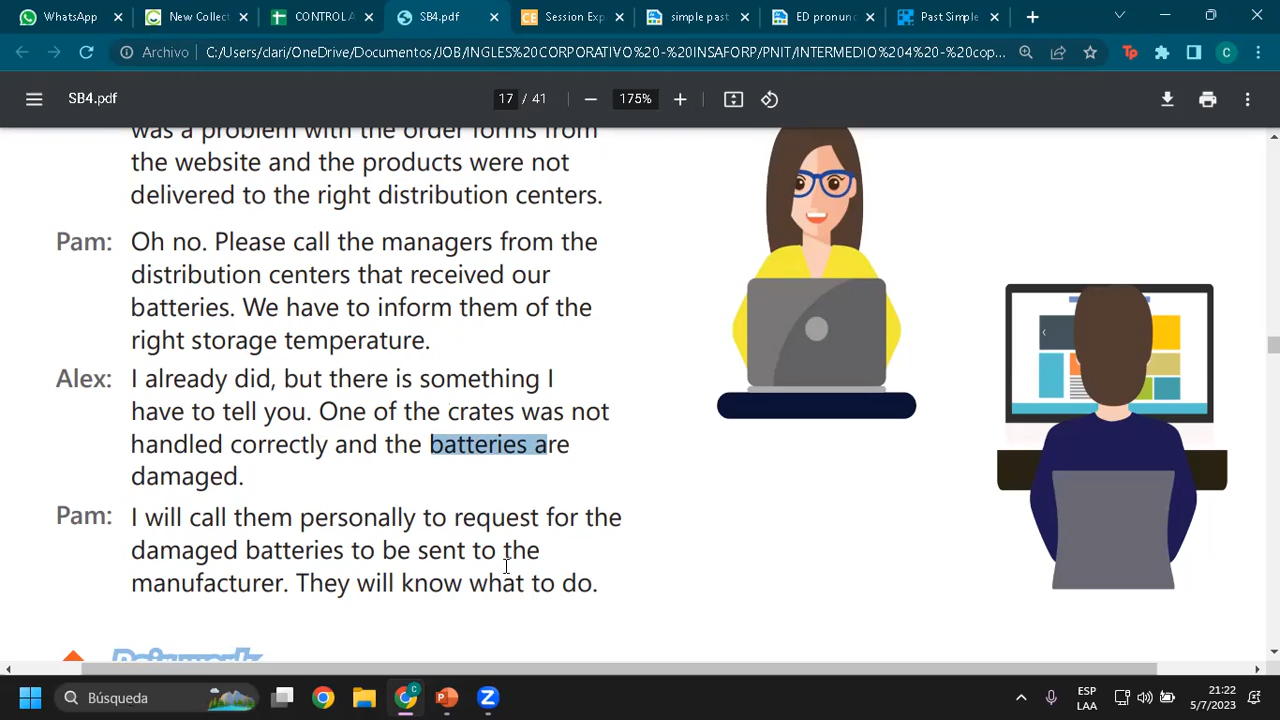 WhatsApp
New Collect
CONTROL A
SB4.pdf
Session Exp
simple past
ED pronunc
Past Simple
Archivo
C:/Users/clari/OneDrive/Documentos/JOB/INGLES%20CORPORATIVO%20-%20INSAFORP/PNIT/INTERMEDIO%204%20-%20cop...
SB4.pdf
17 / 41
175%
was a problem with the order forms from
the website and the products were not
delivered to the right distribution centers.
Pam: Oh no. Please call the managers from the
distribution centers that received our
batteries. We have to inform them of the
right storage temperature.
Alex: I already did, but there is something I
have to tell you. One of the crates was not
handled correctly and the batteries are
damaged.
Pam: I will call them personally to request for the
damaged batteries to be sent to the
manufacturer. They will know what to do.
Pair work
Búsqueda
ESP
LAA
21:22
5/7/2023